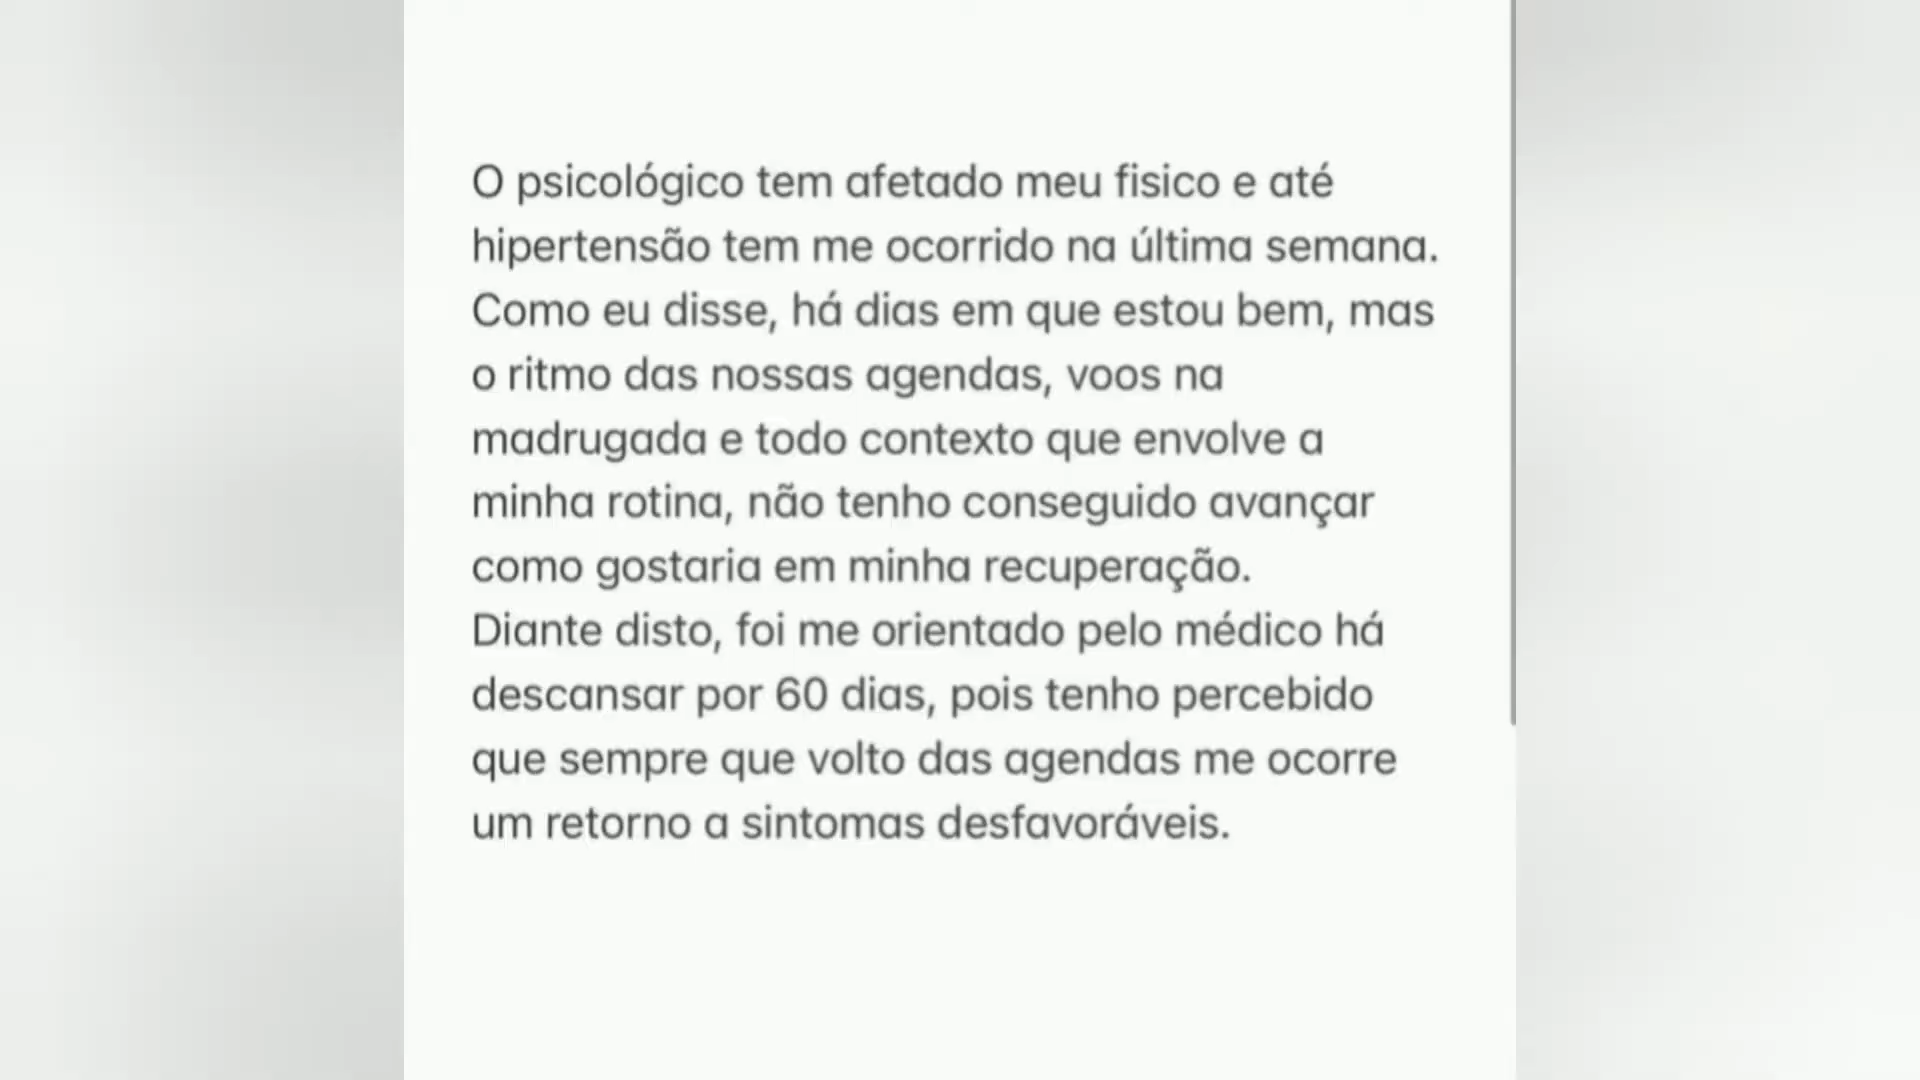 O psicológico tem afetado meu fisico e até
hipertensão tem me ocorrido na última semana.
Como eu disse, há dias em que estou bem, mas
o ritmo das nossas agendas, voos na
madrugada e todo contexto que envolve a
minha rotina, não tenho conseguido avançar
como gostaria em minha recuperação.
Diante disto, foi me orientado pelo médico há
descansar por 60 dias, pois tenho percebido
que sempre que volto das agendas me ocorre
um retorno a sintomas desfavoráveis.